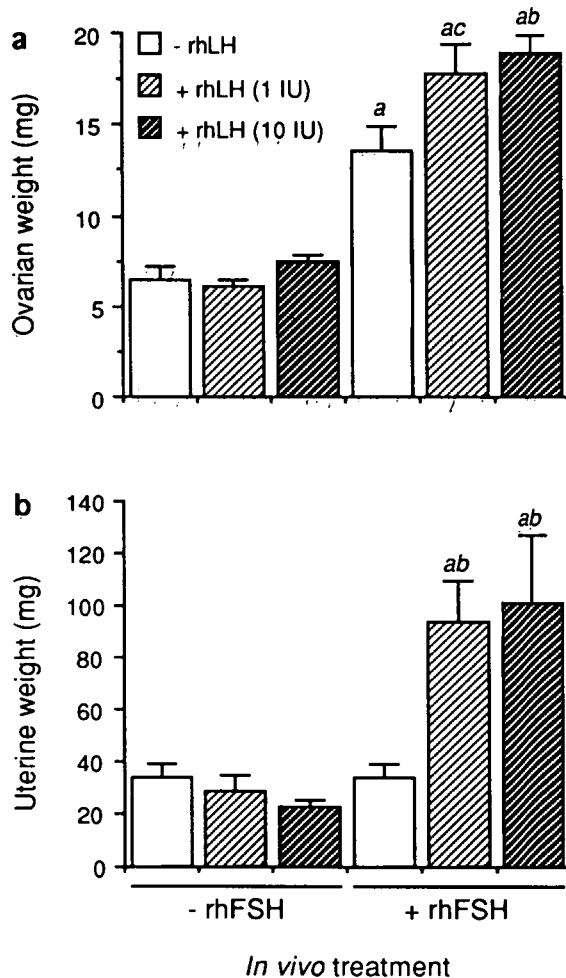 a
Ovarian weight (mg)
20
15
10
5
0
- rhLH
+ rhLH (1 IU)
+ rhLH (10 IU)
a
ac
ab
b
Uterine weight (mg)
140
120
100
80
60
40
20
0
ab
ab
- rhFSH
+ rhFSH
In vivo treatment